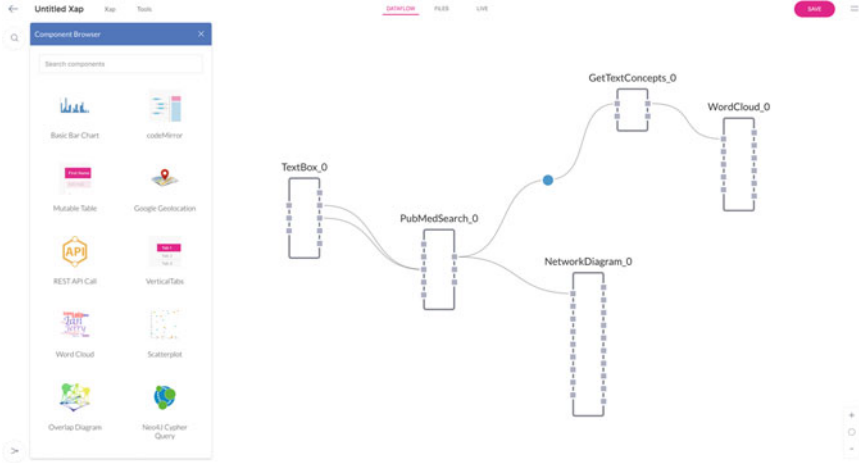 Untitled Xap Xap Tools DATAFLOW FILES LIVE SAVE
Component Browser
Search components
Basic Bar Chart codeMirror
Mutable Table Google Geolocation
API
REST API Call VerticalTabs
Word Cloud Scatterplot
Overlap Diagram Neo4J Cypher
Query
GetTextConcepts_0
WordCloud_0
TextBox_0
PubMedSearch_0
NetworkDiagram_0